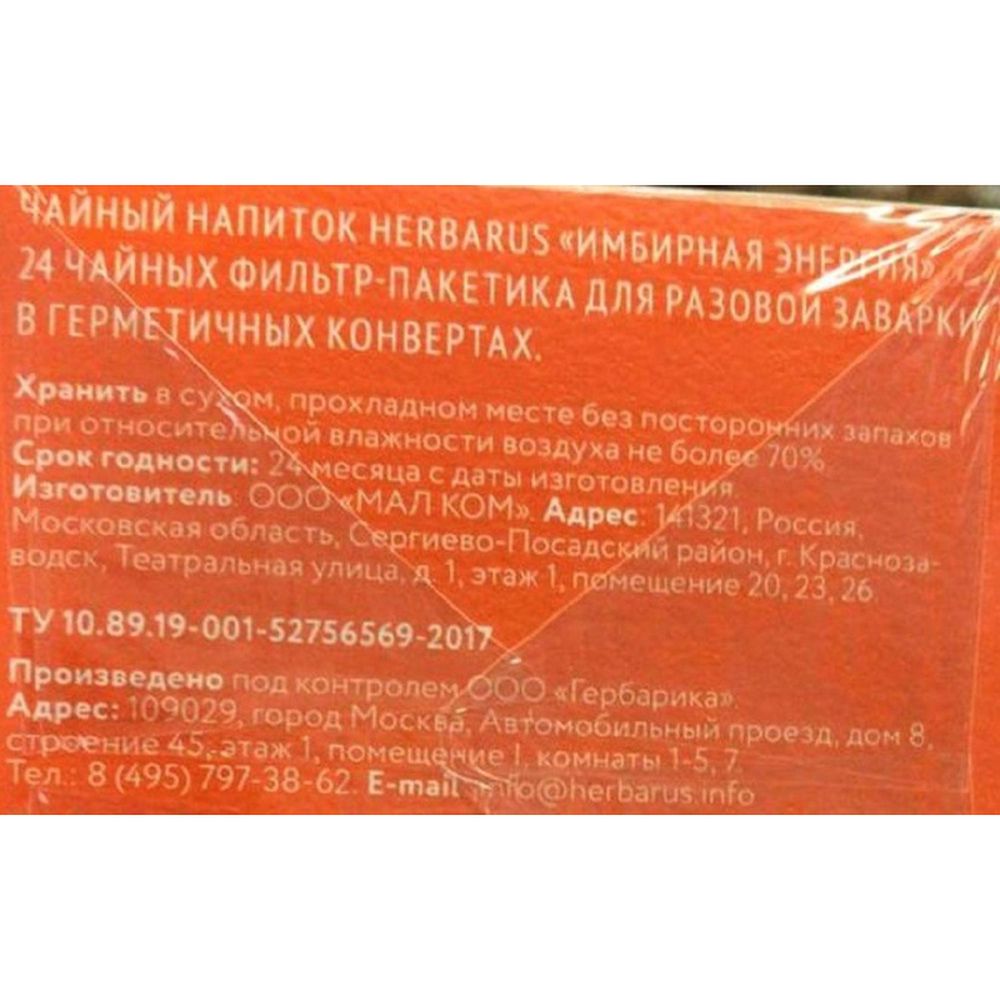 ЧАЙНЫЙ НАПИТОК HERBARUS «ИМБИРНАЯ ЭНЕРГИЯ»
24 ЧАЙНЫХ ФИЛЬТР-ПАКЕТИКА ДЛЯ РАЗОВОЙ ЗАВАРКИ
В ГЕРМЕТИЧНЫХ КОНВЕРТАХ.
Хранить в сухом, прохладном месте без посторонних запахов
при относительной влажности воздуха не более 70%
Срок годности: 24 месяца с даты изготовления.
Изготовитель: ООО «МАЛ КОМ». Адрес: 141321, Россия,
Московская область, Сергиево-Посадский район, г. Красноза-
водск, Театральная улица, д. 1, этаж 1, помещение 20, 23, 26.
ТУ 10.89.19-001-52756569-2017
Произведено под контролем ООО «Гербарика».
Адрес: 109029, город Москва, Автомобильный проезд, дом 8,
строение 45, этаж 1, помещение I, комнаты 1-5, 7.
Тел.: 8 (495) 797-38-62. E-mail: info@herbarus.info